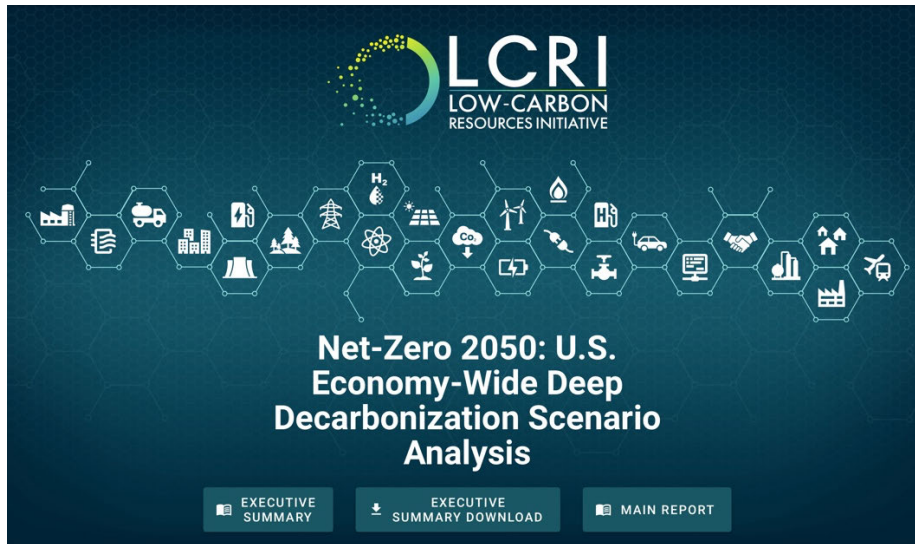 LCRI
LOW-CARBON
RESOURCES INITIATIVE
H₂
CO₂
H
Net-Zero 2050: U.S.
Economy-Wide Deep
Decarbonization Scenario
Analysis
EXECUTIVE
SUMMARY
EXECUTIVE
SUMMARY DOWNLOAD
MAIN REPORT